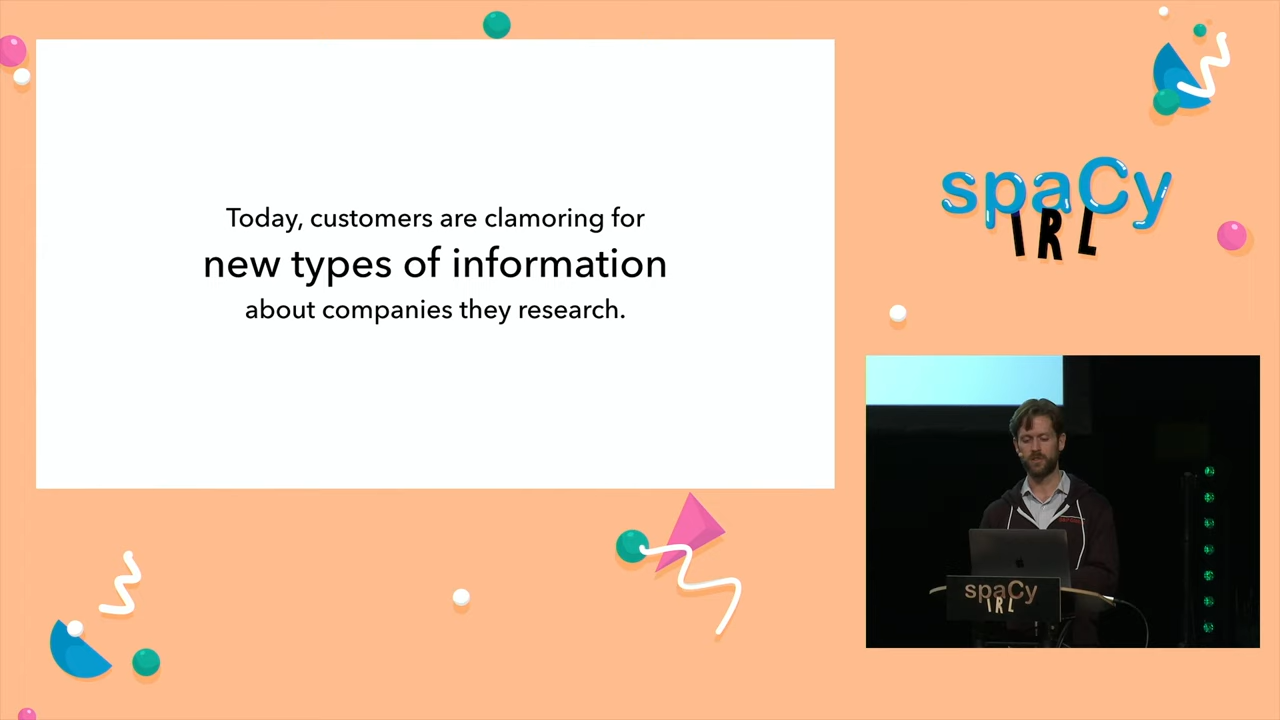 Today, customers are clamoring for
new types of information
about companies they research.
spaCy
IRL
spaCy
IRL